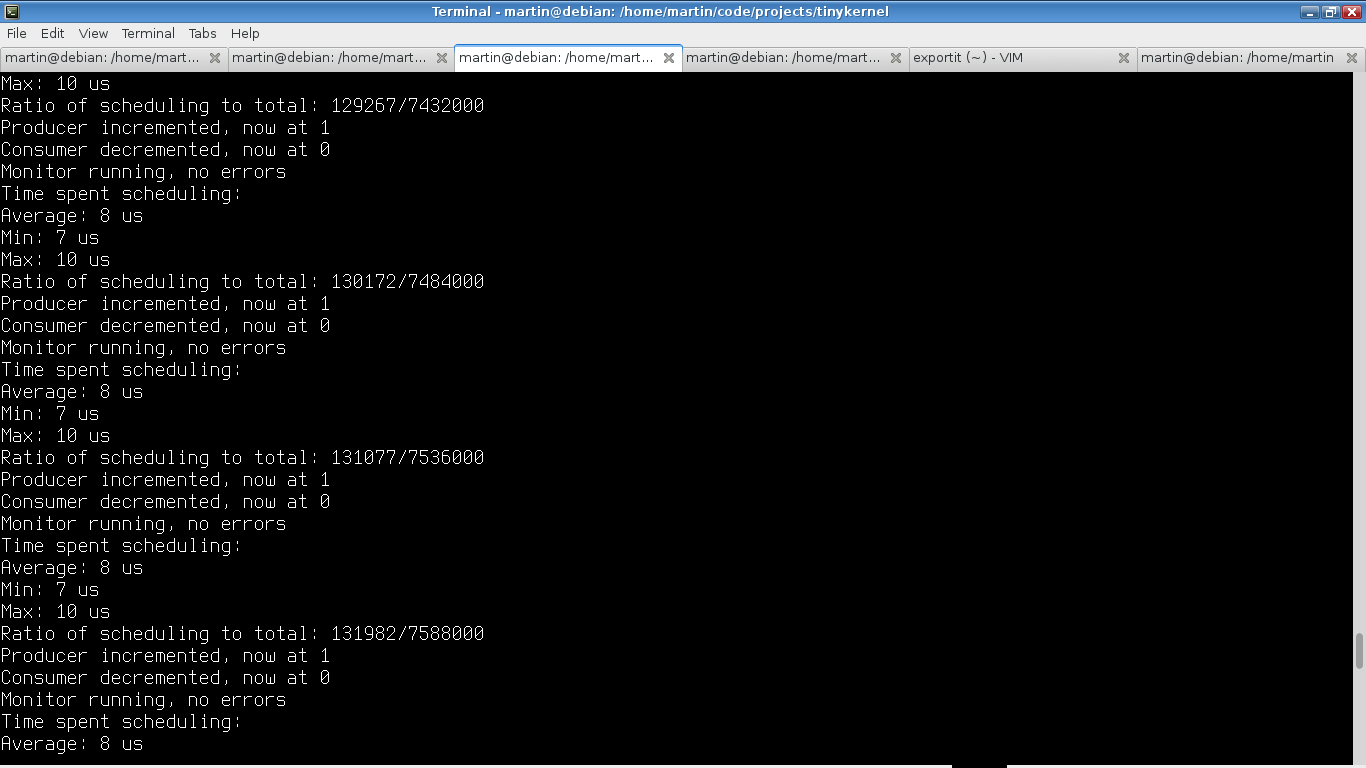 Terminal - martin@debian: /home/martin/code/projects/tinykernel
File Edit View Terminal Tabs Help
martin@debian: /home/mart... martin@debian: /home/mart... martin@debian: /home/mart... martin@debian: /home/mart... exportit (~) - VIM martin@debian: /home/martin
Max: 10 us
Ratio of scheduling to total: 129267/7432000
Producer incremented, now at 1
Consumer decremented, now at 0
Monitor running, no errors
Time spent scheduling:
Average: 8 us
Min: 7 us
Max: 10 us
Ratio of scheduling to total: 130172/7484000
Producer incremented, now at 1
Consumer decremented, now at 0
Monitor running, no errors
Time spent scheduling:
Average: 8 us
Min: 7 us
Max: 10 us
Ratio of scheduling to total: 131077/7536000
Producer incremented, now at 1
Consumer decremented, now at 0
Monitor running, no errors
Time spent scheduling:
Average: 8 us
Min: 7 us
Max: 10 us
Ratio of scheduling to total: 131982/7588000
Producer incremented, now at 1
Consumer decremented, now at 0
Monitor running, no errors
Time spent scheduling:
Average: 8 us